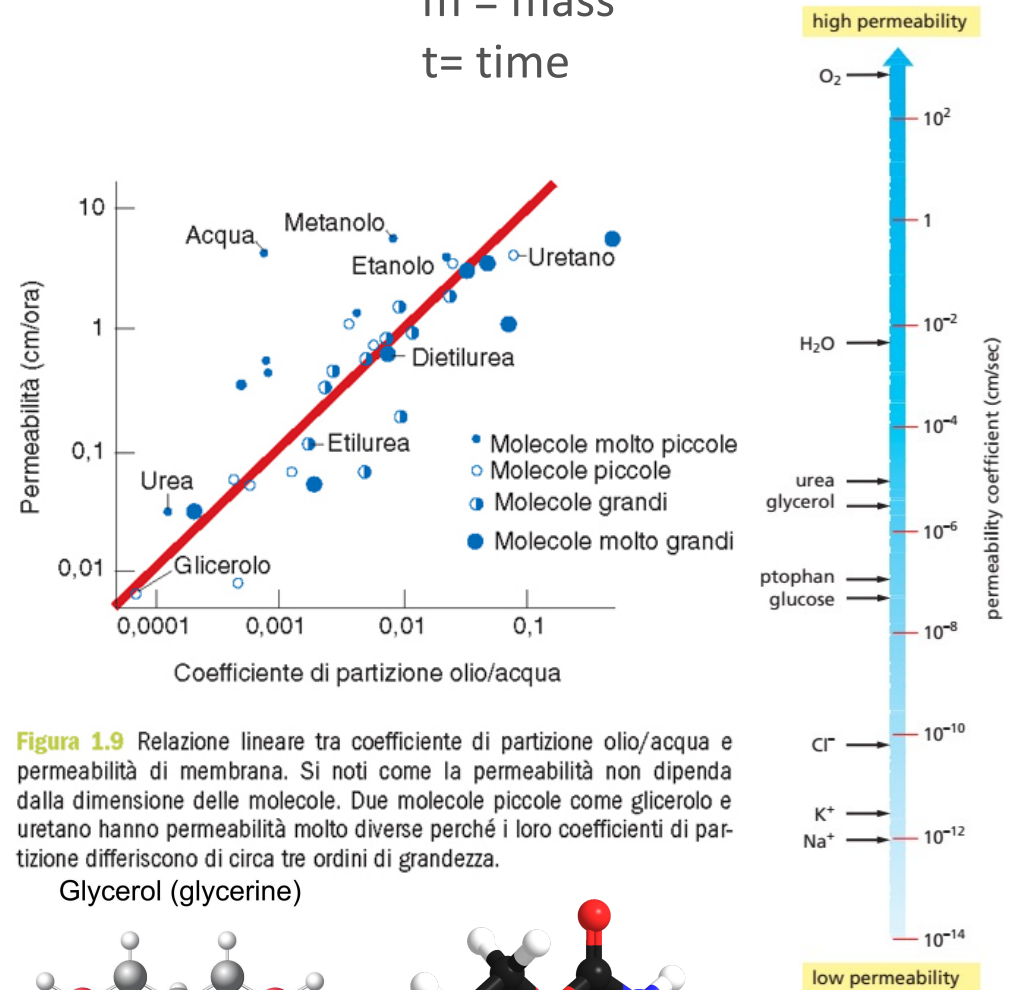 m = mass
t= time
10
1
0,1
0,01
Permeabilità (cm/ora)
Acqua
Metanolo
Etanolo
Uretano
Dietilurea
Etilurea
Urea
Glicerolo
Molecole molto piccole
Molecole piccole
Molecole grandi
Molecole molto grandi
0,0001 0,001 0,01 0,1
Coefficiente di partizione olio/acqua
Figura 1.9 Relazione lineare tra coefficiente di partizione olio/acqua e
permeabilità di membrana. Si noti come la permeabilità non dipenda
dalla dimensione delle molecole. Due molecole piccole come glicerolo e
uretano hanno permeabilità molto diverse perché i loro coefficienti di par-
tizione differiscono di circa tre ordini di grandezza.
Glycerol (glycerine)
high permeability
O₂
10²
1
10⁻²
H₂O
10⁻⁴
urea
glycerol
10⁻⁶
ptophan
glucose
10⁻⁸
10⁻¹⁰
Cl⁻
K⁺
10⁻¹²
Na⁺
10⁻¹⁴
permeability coefficient (cm/sec)
low permeability